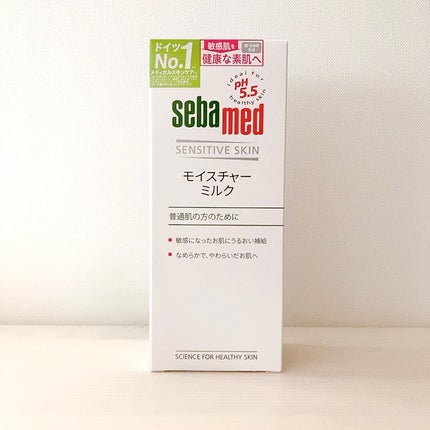 ドイツ
No.1
メディカルスキンケア
敏感肌を
健康な素肌へ
ideal for
pH
5.5
healthy skin
sebamed
SENSITIVE SKIN
モイスチャー
ミルク
普通肌の方のために
敏感になったお肌にうるおい補給
なめらかで、やわらいだお肌へ
SCIENCE FOR HEALTHY SKIN